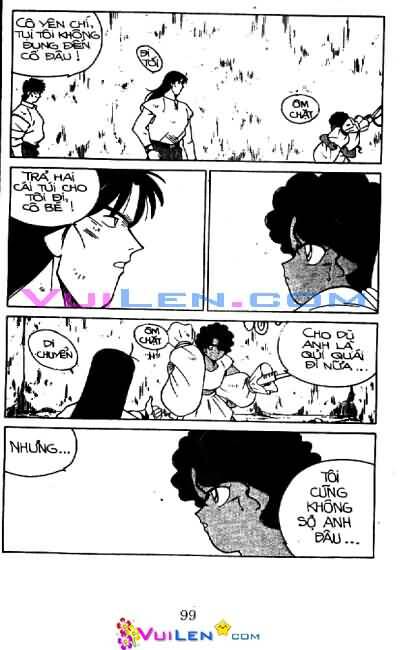 CÔ YÊN CHÍ,
TỤI TÔI KHÔNG
ĐỤNG ĐẾN
CÔ ĐÂU !
ĐI
TỚI
ÔM
CHẶT
TRẢ HAI
CÁI TÚI CHO
TÔI ĐI,
CÔ BÉ !
VuiLen.com
DI
CHUYỂN
ÔM
CHẶT
CHO DÙ
ANH LÀ
QUỈ QUÁI
ĐI NỮA...
NHƯNG...
TÔI
CŨNG
KHÔNG
SỢ ANH
ĐÂU...
99
VuiLen.com